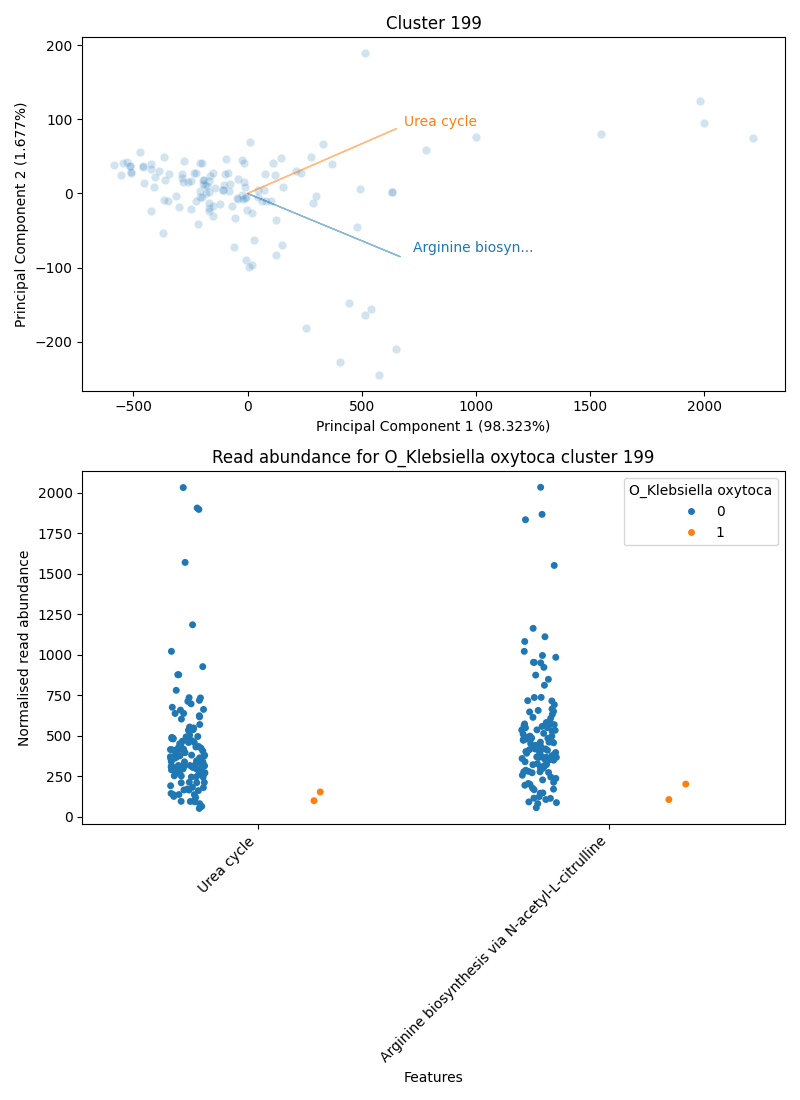 Cluster 199
200
100
0
−100
−200
Principal Component 2 (1.677%)
Urea cycle
Arginine biosyn...
−500
0
500
1000
1500
2000
Principal Component 1 (98.323%)
Read abundance for O_Klebsiella oxytoca cluster 199
2000
1750
1500
1250
1000
750
500
250
0
Normalised read abundance
O_Klebsiella oxytoca
0
1
Urea cycle
Arginine biosynthesis via N-acetyl-L-citrulline
Features